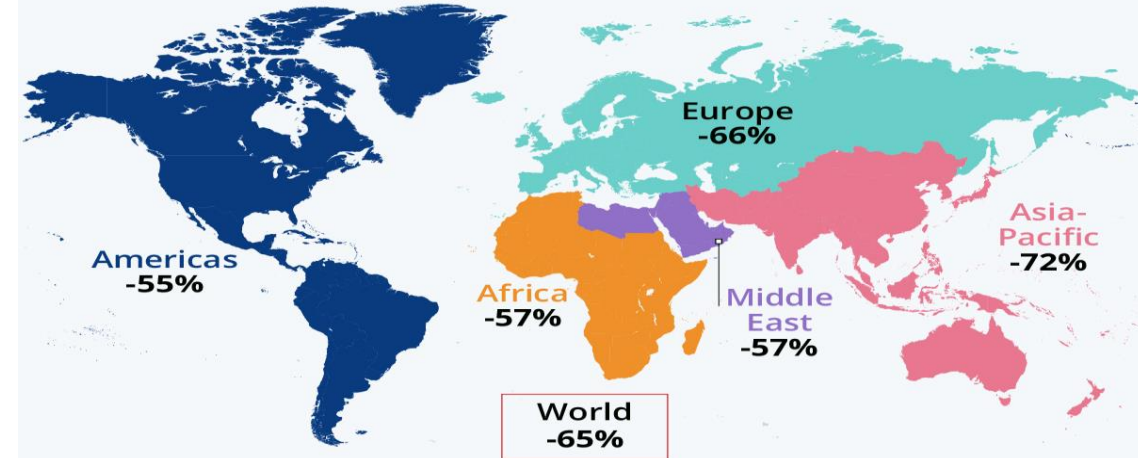 Europe
-66%
Asia-
Pacific
-72%
Americas
-55%
Africa
-57%
Middle
East
-57%
World
-65%